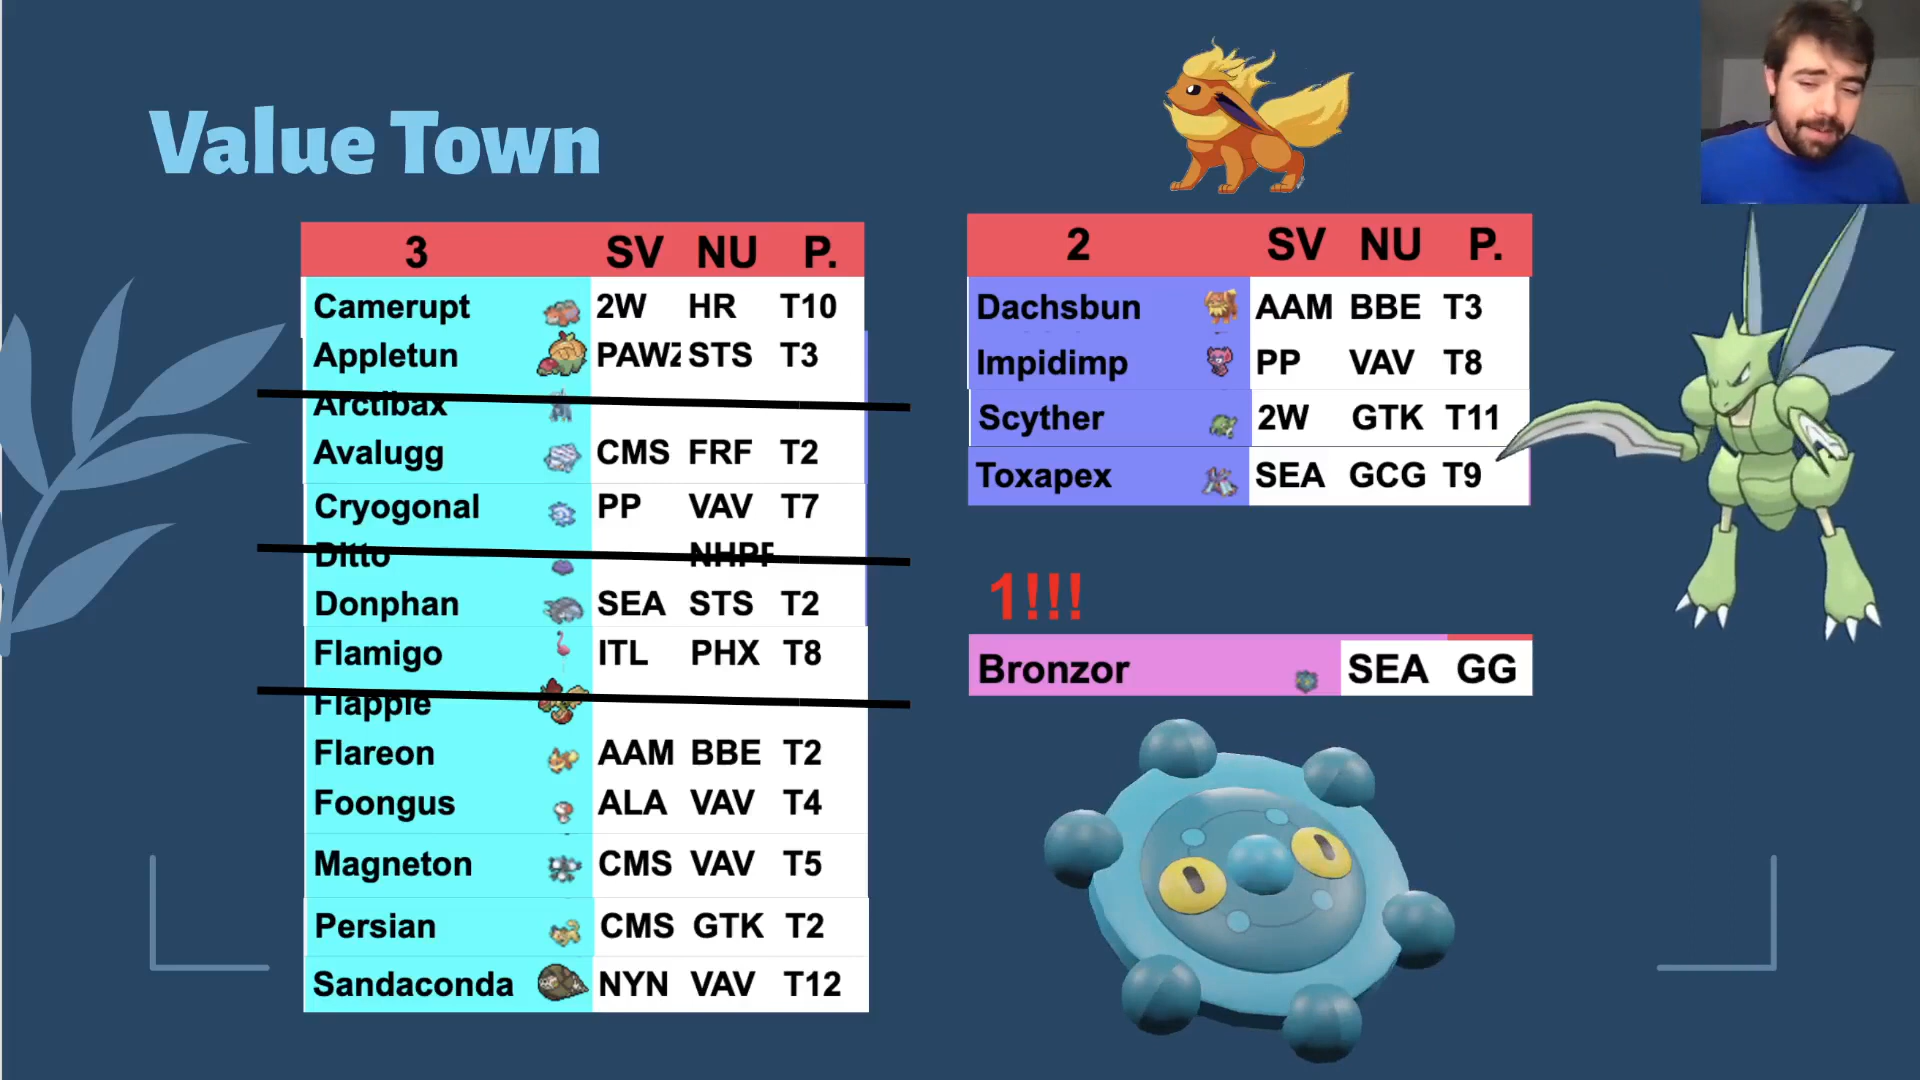 Value Town
3 SV NU P.
Camerupt 2W HR T10
Appletun PAWZ STS T3
Arctibax
Avalugg CMS FRF T2
Cryogonal PP VAV T7
Ditto
Donphan SEA STS T2
Flamigo ITL PHX T8
Flapple
Flareon AAM BBE T2
Foongus ALA VAV T4
Magneton CMS VAV T5
Persian CMS GTK T2
Sandaconda NYN VAV T12
2 SV NU P.
Dachsbun AAM BBE T3
Impidimp PP VAV T8
Scyther 2W GTK T11
Toxapex SEA GCG T9
1!!!
Bronzor SEA GG